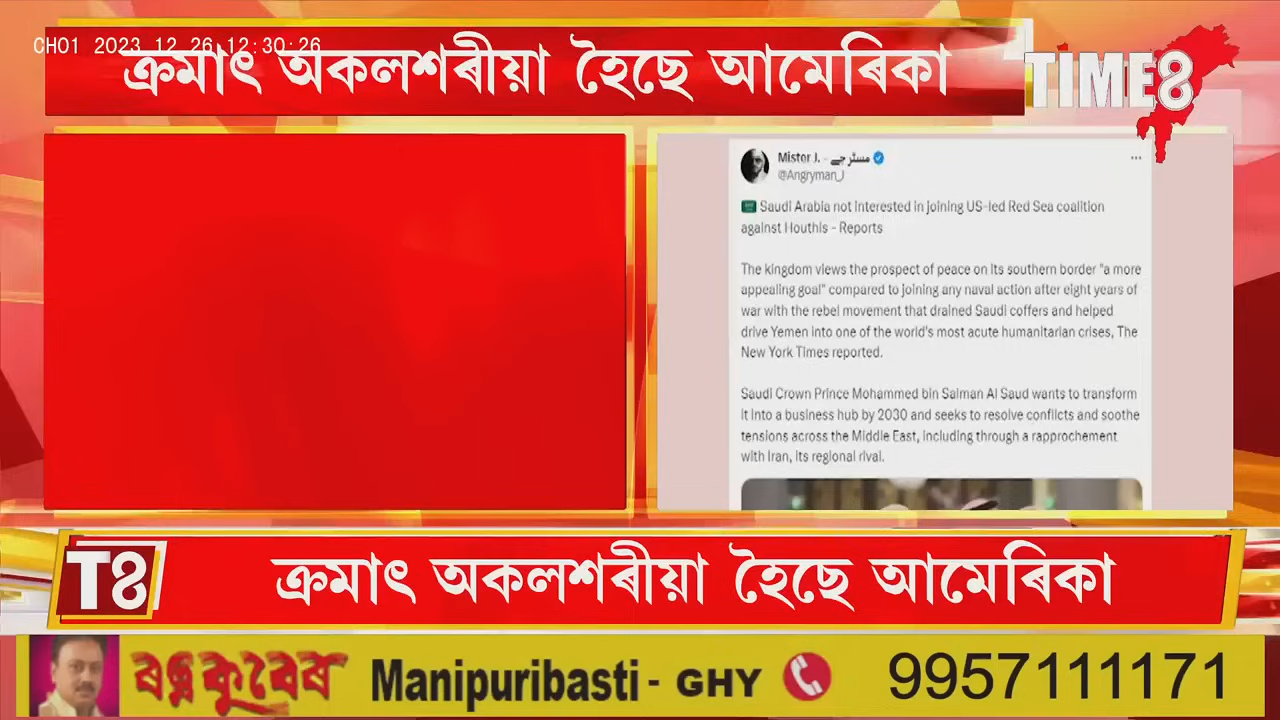 CH01 2023 12 26 12:30:26
ক্ৰমাৎ অকলশৰীয়া হৈছে আমেৰিকা
TIME8
Mister J. - مسٹر جے
@Angryman_J
Saudi Arabia not interested in joining US-led Red Sea coalition
against Houthis - Reports
The kingdom views the prospect of peace on its southern border "a more
appealing goal" compared to joining any naval action after eight years of
war with the rebel movement that drained Saudi coffers and helped
drive Yemen into one of the world's most acute humanitarian crises, The
New York Times reported.
Saudi Crown Prince Mohammed bin Salman Al Saud wants to transform
it into a business hub by 2030 and seeks to resolve conflicts and soothe
tensions across the Middle East, including through a rapprochement
with Iran, its regional rival.
T8 ক্ৰমাৎ অকলশৰীয়া হৈছে আমেৰিকা
ৰত্ন কুবেৰ Manipuribasti - GHY 9957111171